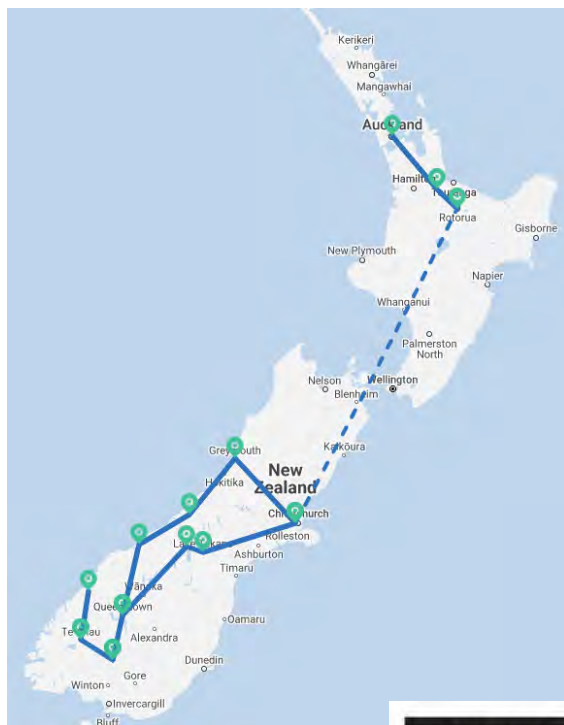 Kerikeri
Whangārei
Mangawhai
Auckland
Hamilton
Rotorua
Gisborne
New Plymouth
Napier
Whanganui
Palmerston
North
Nelson
Wellington
Blenheim
Greymouth
Kaikōura
Hokitika
New
Zealand
Christchurch
Rolleston
Ashburton
Timaru
Wānaka
Queenstown
Oamaru
Te Anau
Alexandra
Dunedin
Gore
Winton
Invercargill
Bluff